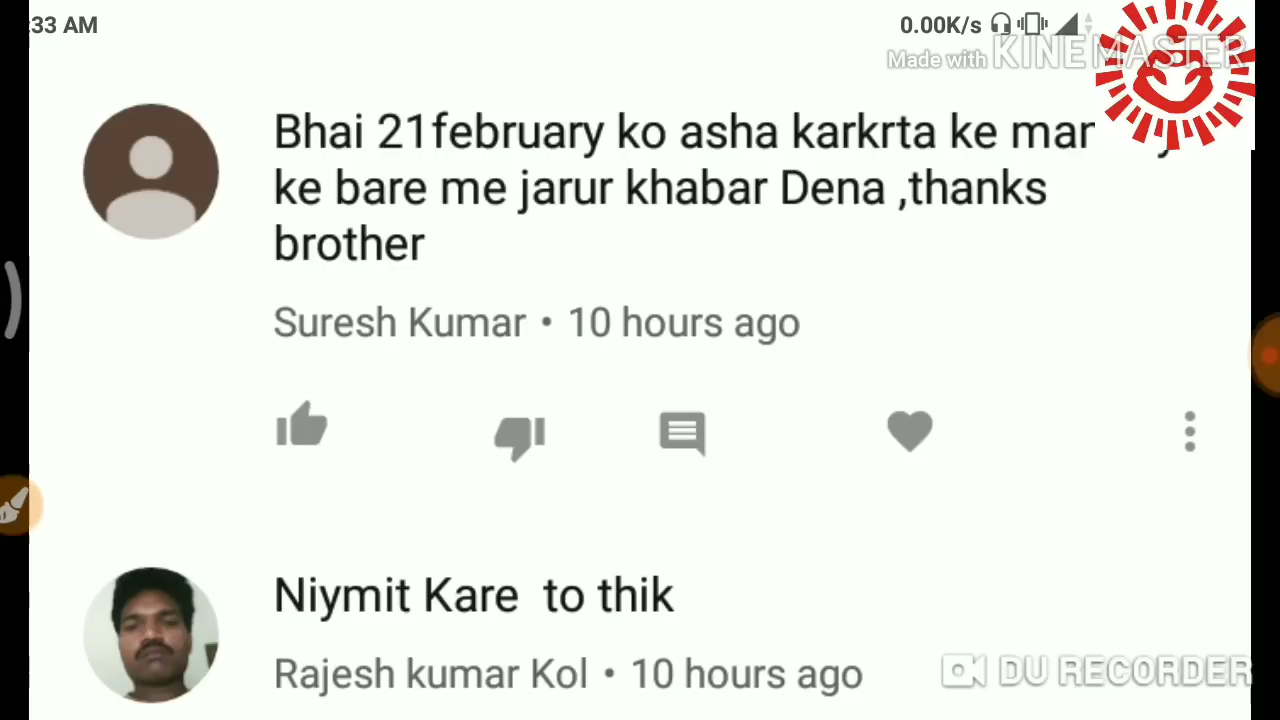 :33 AM
0.00K/s
Made with KINEMASTER
Bhai 21february ko asha karkrta ke
ke bare me jarur khabar Dena ,thanks
brother
Suresh Kumar • 10 hours ago
Niymit Kare to thik
Rajesh kumar Kol • 10 hours ago
DU RECORDER